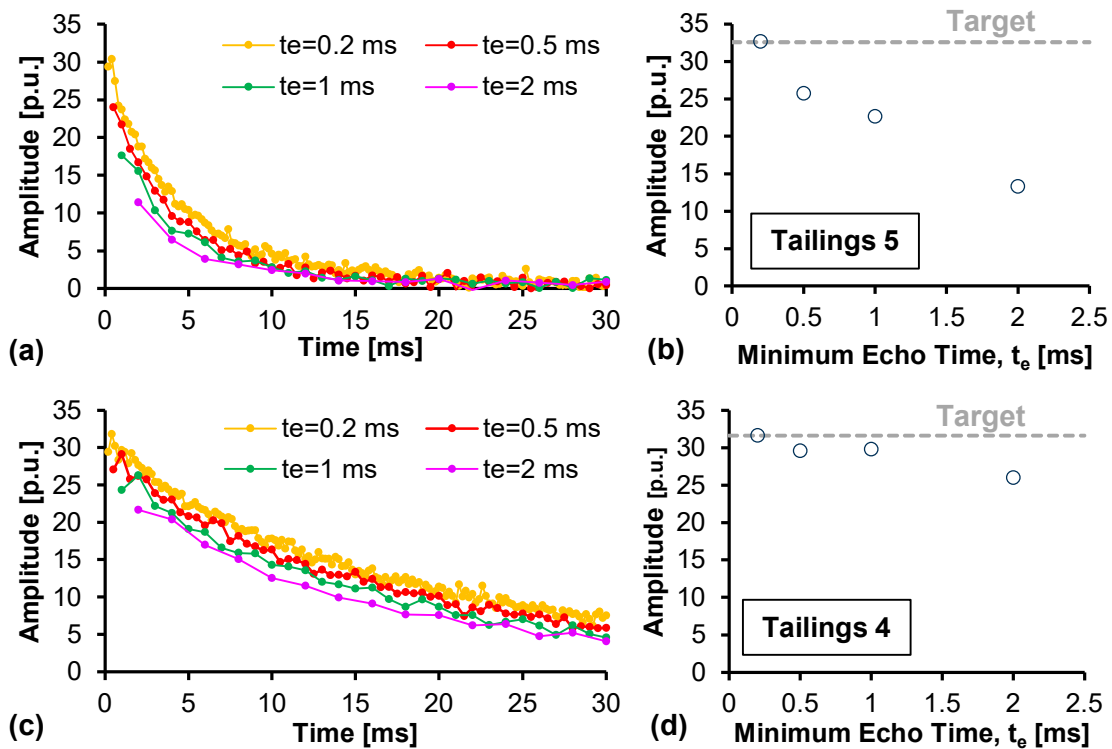 35
30
25
20
15
10
5
0
Amplitude [p.u.]
te=0.2 ms
te=0.5 ms
te=1 ms
te=2 ms
0 5 10 15 20 25 30
Time [ms]
(a)
35
30
25
20
15
10
5
0
Amplitude [p.u.]
Target
Tailings 5
0 0.5 1 1.5 2 2.5
Minimum Echo Time, te [ms]
(b)
35
30
25
20
15
10
5
0
Amplitude [p.u.]
te=0.2 ms
te=0.5 ms
te=1 ms
te=2 ms
0 5 10 15 20 25 30
Time [ms]
(c)
35
30
25
20
15
10
5
0
Amplitude [p.u.]
Target
Tailings 4
0 0.5 1 1.5 2 2.5
Minimum Echo Time, te [ms]
(d)